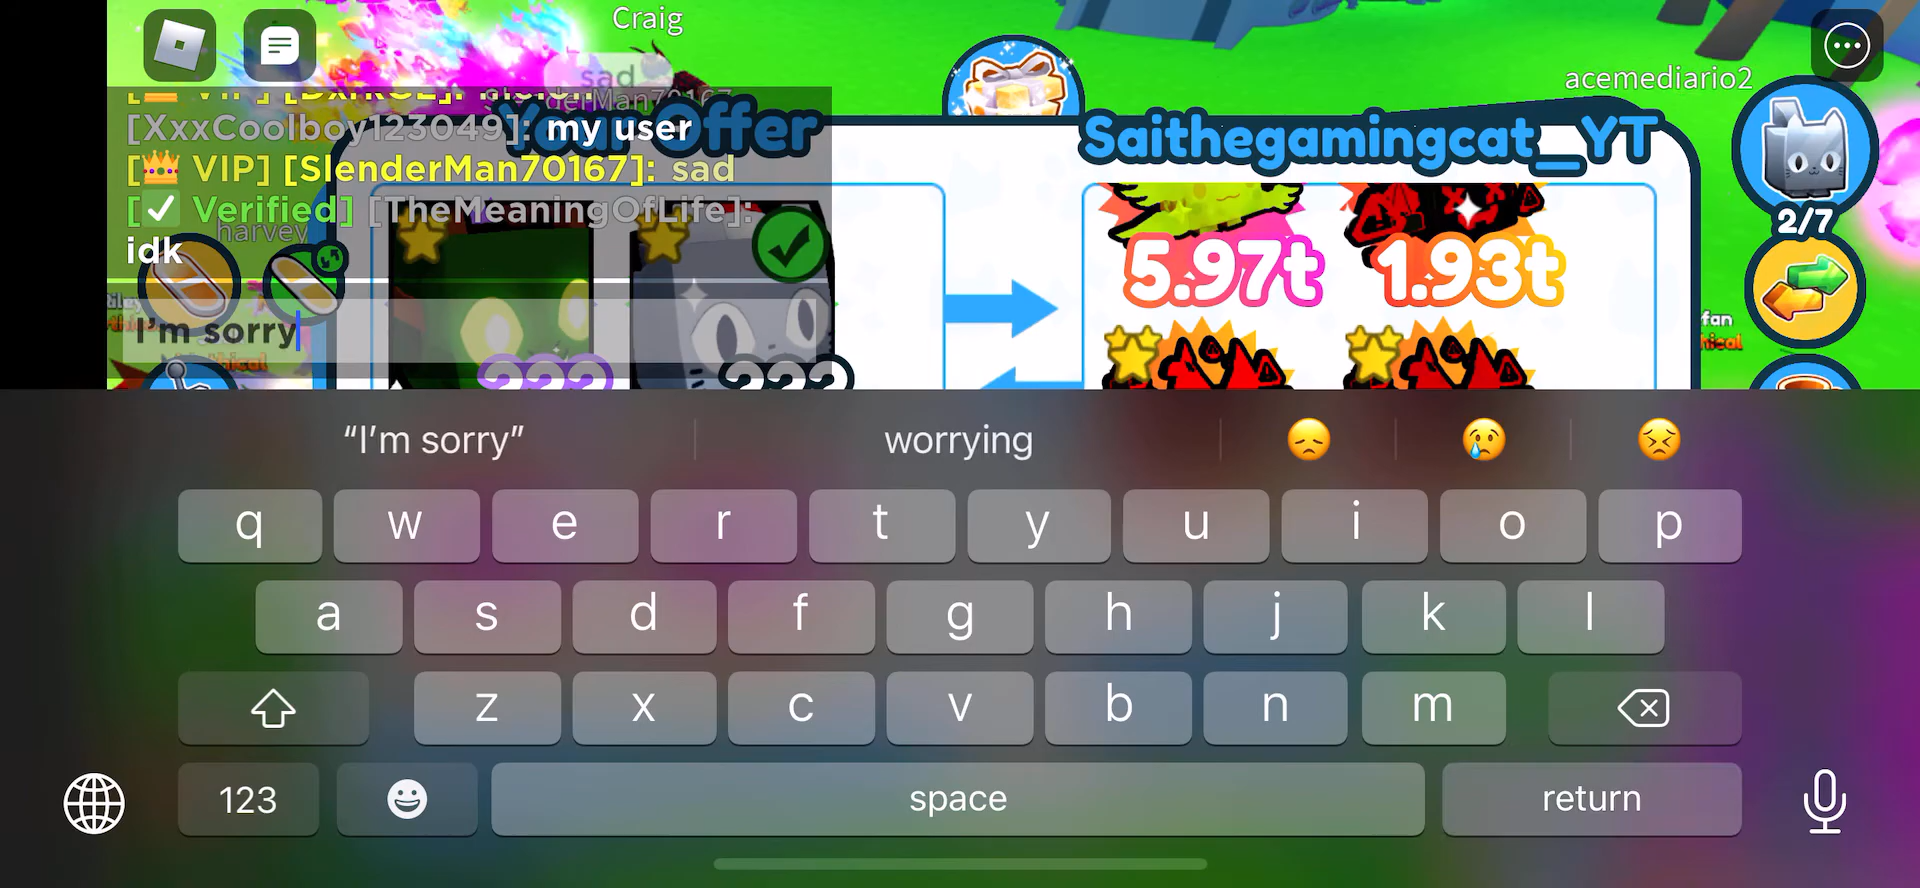 Craig
sad
SlenderMan70167
acemediario2
Your Offer
Saithegamingcat_YT
[XxxCoolboy123049]: my user
[👑 VIP] [SlenderMan70167]: sad
[✓ Verified] [TheMeaningOfLife]:
idk
harvey
2/7
5.97t
1.93t
I'm sorry
???
???
“I'm sorry”
worrying
😞
😢
😣
q w e r t y u i o p
a s d f g h j k l
z x c v b n m
123
space
return